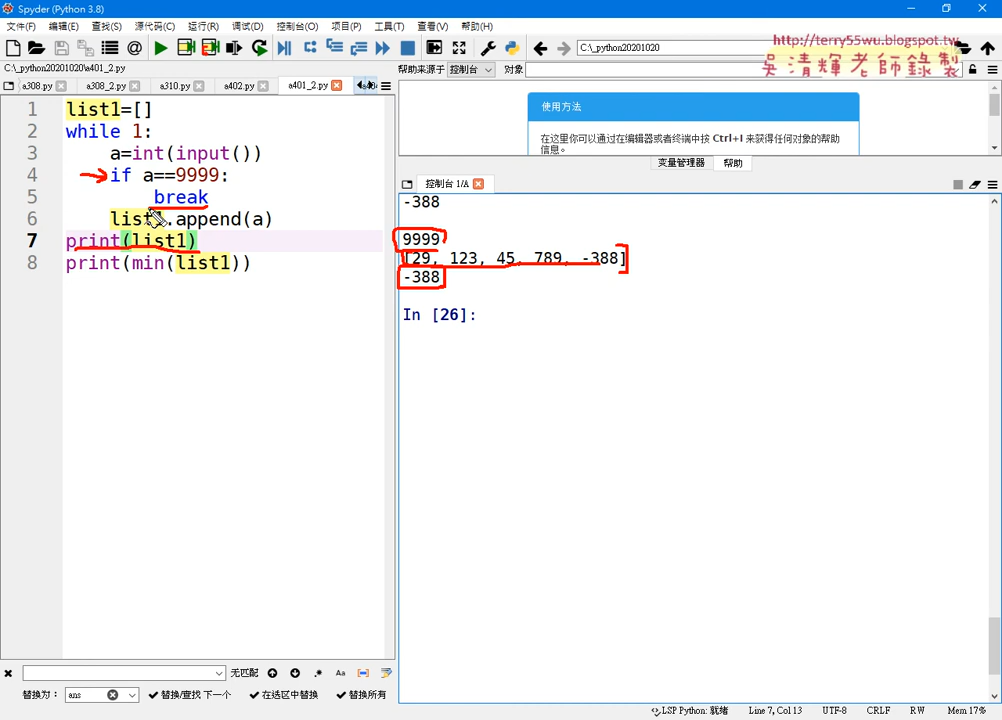 Spyder (Python 3.8)
文件(F) 编辑(E) 查找(S) 源代码(C) 运行(R) 调试(D) 控制台(O) 项目(P) 工具(T) 查看(V) 帮助(H)
C:\_python20201020
http://terry55wu.blogspot.tw
吳清輝老師錄製
C:\_python20201020\a401_2.py
帮助来源于 控制台 对象
a308.py a308_2.py a310.py a402.py a401_2.py
1 list1=[]
2 while 1:
3 a=int(input())
4 if a==9999:
5 break
6 list1.append(a)
7 print(list1)
8 print(min(list1))
使用方法
在这里你可以通过在编辑器或者终端中按 Ctrl+I 来获得任何对象的帮助
信息。
变量管理器 帮助
控制台 1/A
-388
9999
[29, 123, 45, 789, -388]
-388
In [26]:
无匹配 Aa
替换为: ans 替换/查找 下一个 在选区中替换 替换所有
LSP Python: 就绪 Line 7, Col 13 UTF-8 CRLF RW Mem 17%